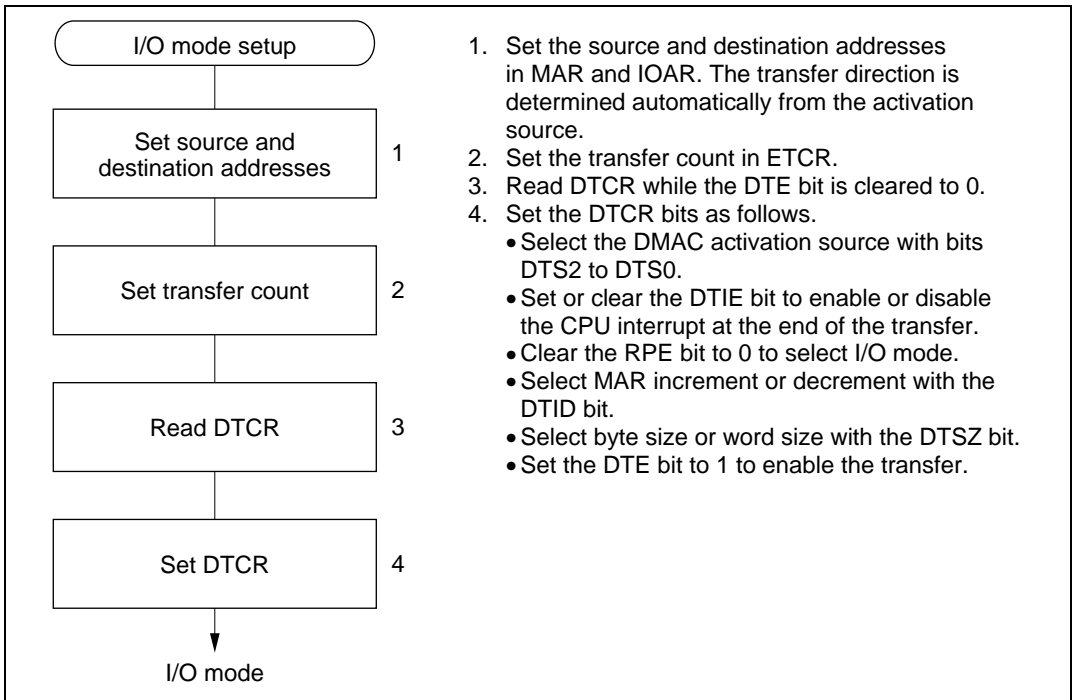 I/O mode setup
Set source and
destination addresses
1
Set transfer count
2
Read DTCR
3
Set DTCR
4
I/O mode
1. Set the source and destination addresses
in MAR and IOAR. The transfer direction is
determined automatically from the activation
source.
2. Set the transfer count in ETCR.
3. Read DTCR while the DTE bit is cleared to 0.
4. Set the DTCR bits as follows.
• Select the DMAC activation source with bits
DTS2 to DTS0.
• Set or clear the DTIE bit to enable or disable
the CPU interrupt at the end of the transfer.
• Clear the RPE bit to 0 to select I/O mode.
• Select MAR increment or decrement with the
DTID bit.
• Select byte size or word size with the DTSZ bit.
• Set the DTE bit to 1 to enable the transfer.